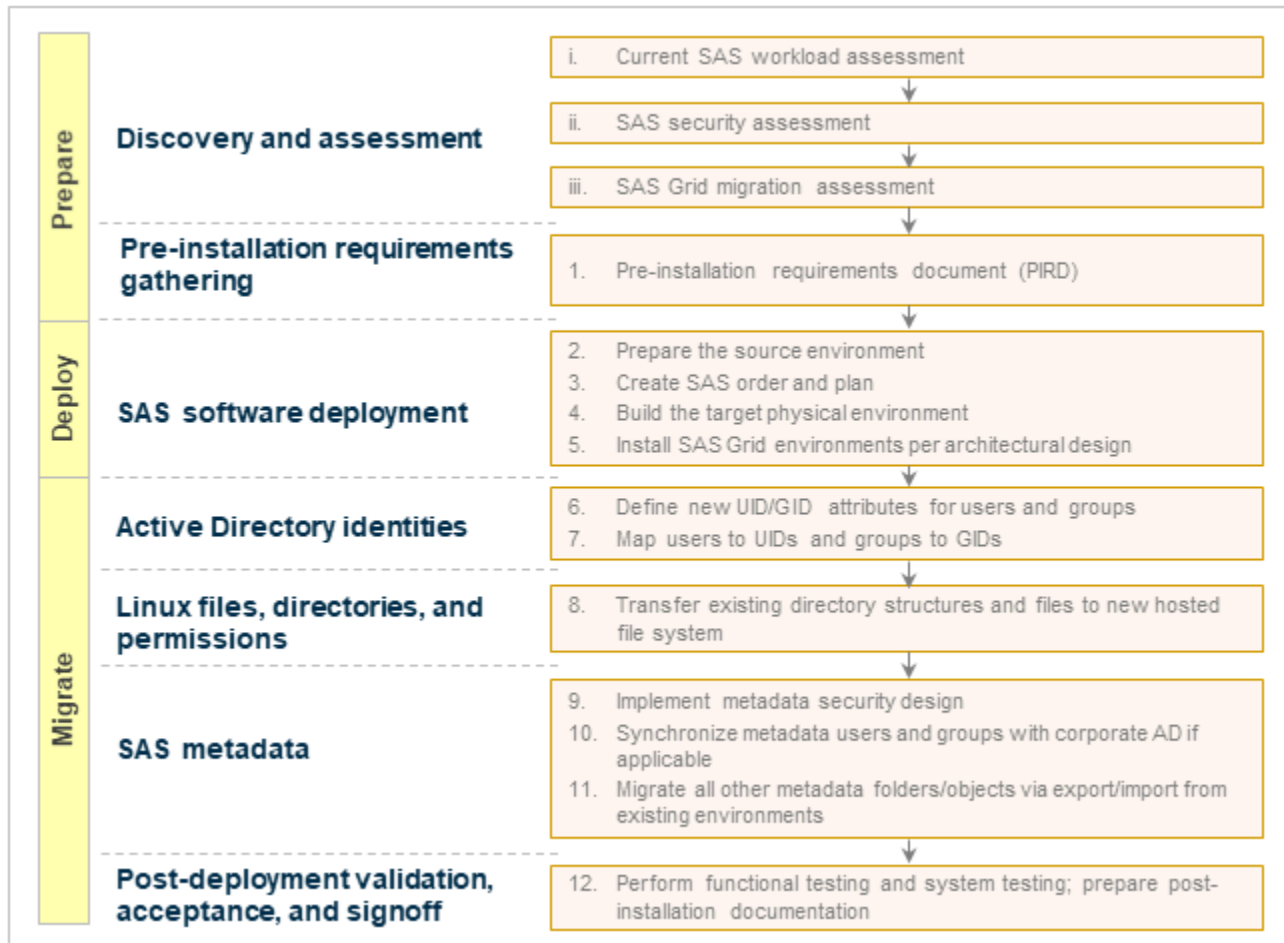 Prepare
Discovery and assessment
i. Current SAS workload assessment
ii. SAS security assessment
iii. SAS Grid migration assessment
Pre-installation requirements
gathering
1. Pre-installation requirements document (PIRD)
Deploy
SAS software deployment
2. Prepare the source environment
3. Create SAS order and plan
4. Build the target physical environment
5. Install SAS Grid environments per architectural design
Migrate
Active Directory identities
6. Define new UID/GID attributes for users and groups
7. Map users to UIDs and groups to GIDs
Linux files, directories, and
permissions
8. Transfer existing directory structures and files to new hosted
file system
SAS metadata
9. Implement metadata security design
10. Synchronize metadata users and groups with corporate AD if
applicable
11. Migrate all other metadata folders/objects via export/import from
existing environments
Post-deployment validation,
acceptance, and signoff
12. Perform functional testing and system testing; prepare post-
installation documentation